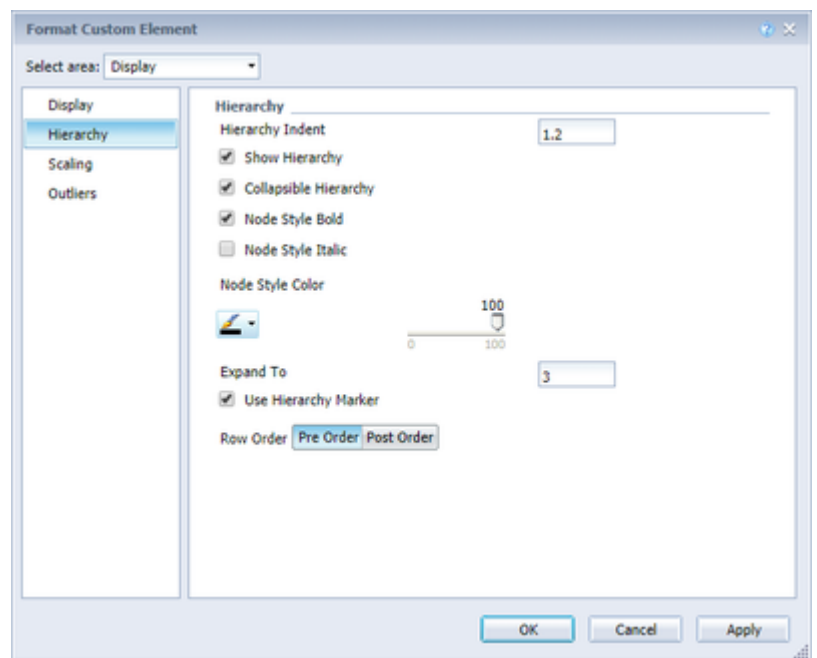 Format Custom Element
Select area: Display
Display
Hierarchy
Scaling
Outliers
Hierarchy
Hierarchy Indent 1.2
Show Hierarchy
Collapsible Hierarchy
Node Style Bold
Node Style Italic
Node Style Color
100
0 100
Expand To 3
Use Hierarchy Marker
Row Order Pre Order Post Order
OK Cancel Apply